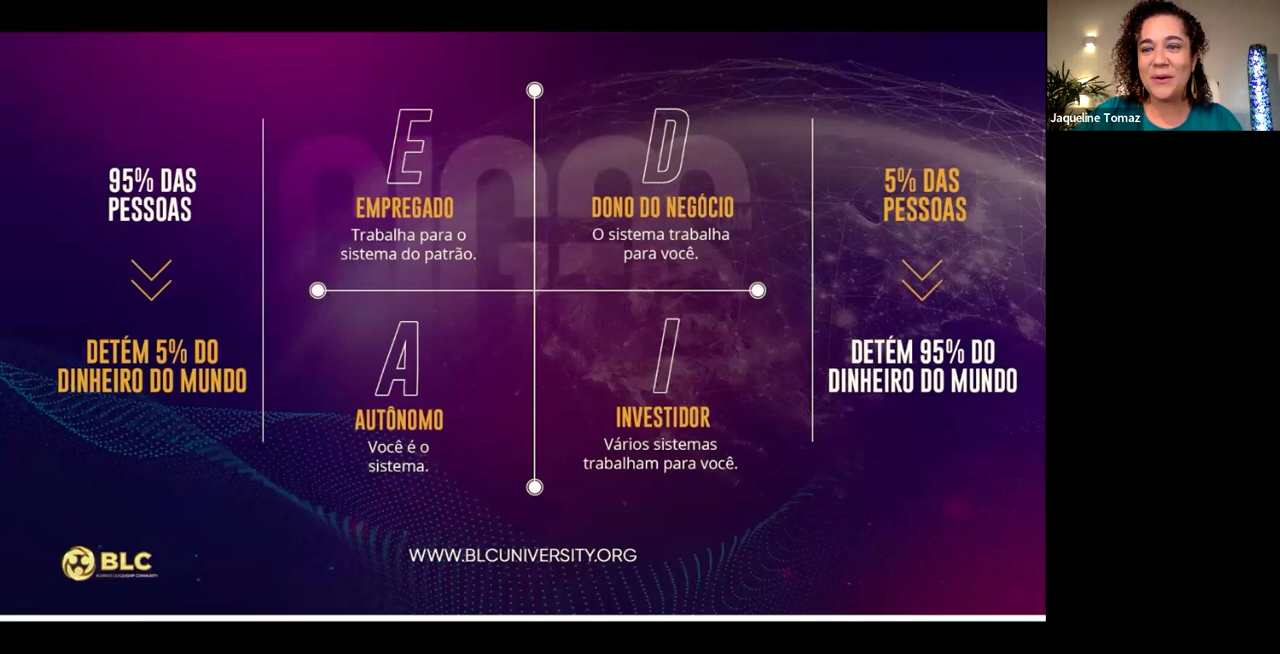 95% DAS
PESSOAS
DETÉM 5% DO
DINHEIRO DO MUNDO
E
EMPREGADO
Trabalha para o
sistema do patrão.
D
DONO DO NEGÓCIO
O sistema trabalha
para você.
A
AUTÔNOMO
Você é o
sistema.
I
INVESTIDOR
Vários sistemas
trabalham para você.
5% DAS
PESSOAS
DETÉM 95% DO
DINHEIRO DO MUNDO
BLC
WWW.BLCUNIVERSITY.ORG
Jaqueline Tomaz